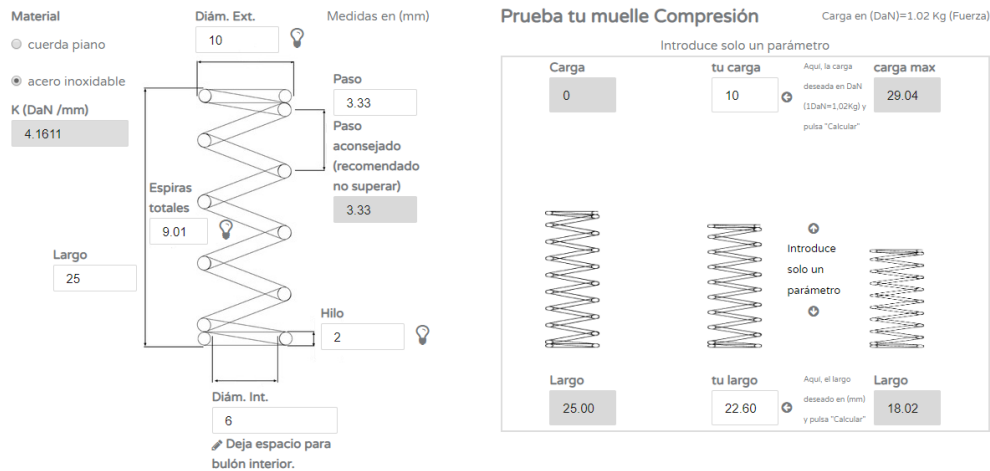 Material
cuerda piano
acero inoxidable
K (DaN /mm)
4.1611
Diám. Ext.
10
Medidas en (mm)
Paso
3.33
Paso
aconsejado
(recomendado
no superar)
3.33
Espiras
totales
9.01
Largo
25
Hilo
2
Diám. Int.
6
Deja espacio para
bulón interior.
Prueba tu muelle Compresión
Carga en (DaN)=1.02 Kg (Fuerza)
Introduce solo un parámetro
Carga
0
tu carga
10
Aquí, la carga
deseada en DaN
(1DaN=1,02Kg) y
pulsa "Calcular"
carga max
29.04
Introduce
solo un
parámetro
Largo
25.00
tu largo
22.60
Aquí, el largo
deseado en (mm)
y pulsa "Calcular"
Largo
18.02